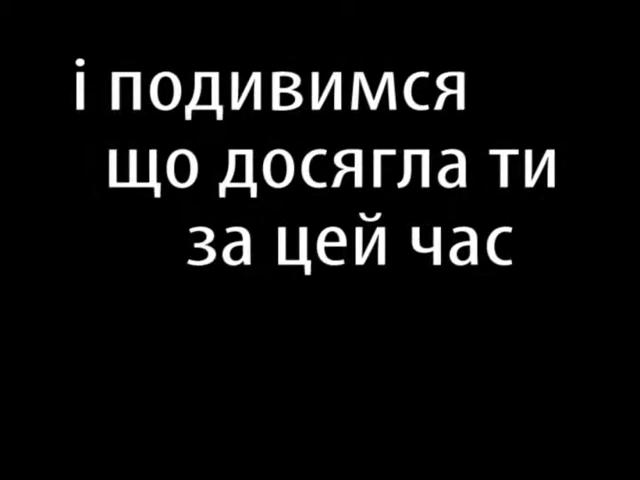 і подивимся
що досягла ти
за цей час